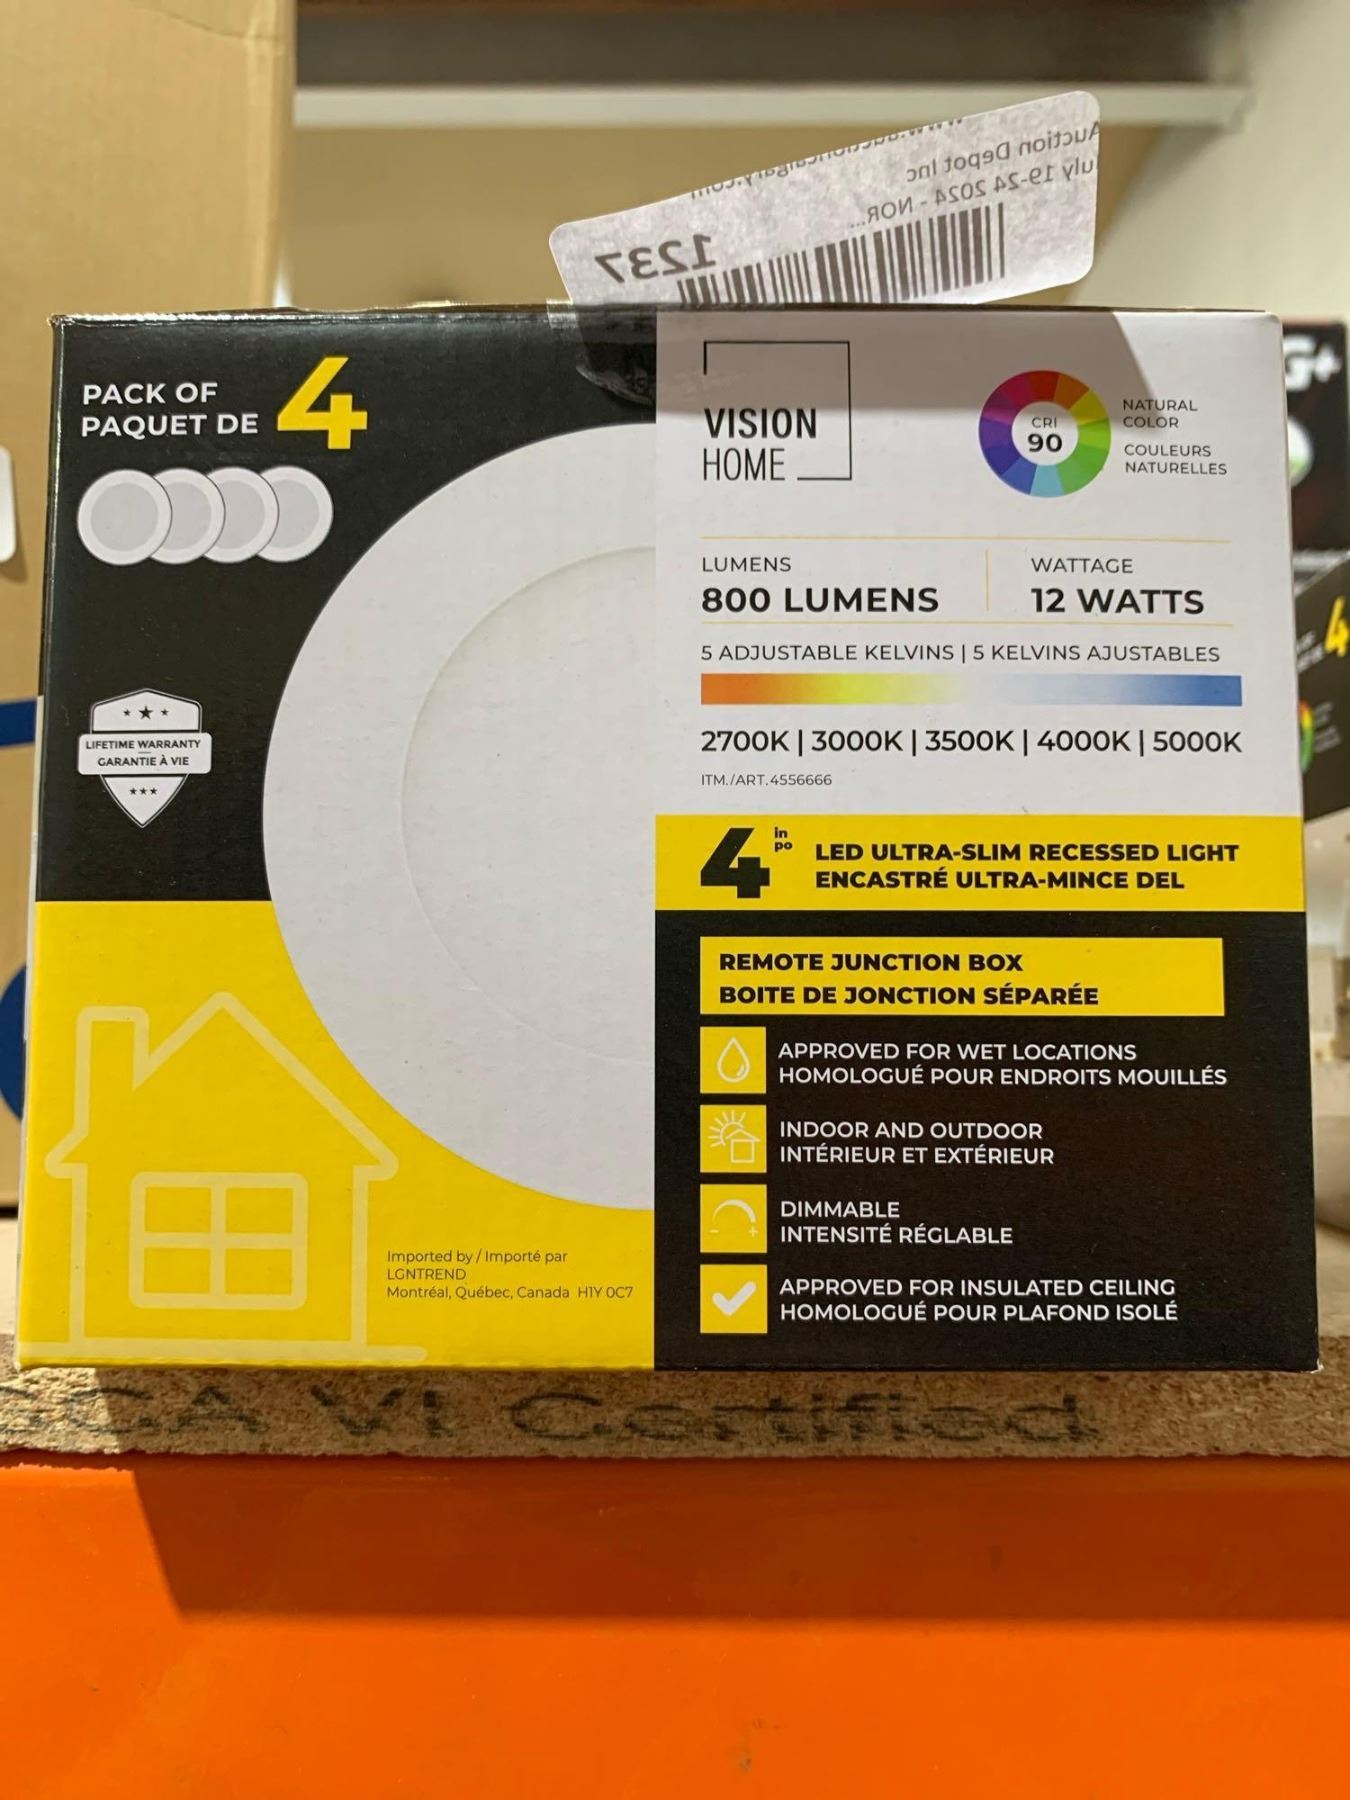 Auction Depot Inc
July 19-24 2024 - NOR...
1237
PACK OF
PAQUET DE
4
LIFETIME WARRANTY
GARANTIE À VIE
VISION
HOME
CRI
90
NATURAL
COLOR
COULEURS
NATURELLES
LUMENS
800 LUMENS
WATTAGE
12 WATTS
5 ADJUSTABLE KELVINS | 5 KELVINS AJUSTABLES
2700K | 3000K | 3500K | 4000K | 5000K
ITM./ART. 4556666
4 in
po
LED ULTRA-SLIM RECESSED LIGHT
ENCASTRÉ ULTRA-MINCE DEL
REMOTE JUNCTION BOX
BOITE DE JONCTION SÉPARÉE
APPROVED FOR WET LOCATIONS
HOMOLOGUÉ POUR ENDROITS MOUILLÉS
INDOOR AND OUTDOOR
INTÉRIEUR ET EXTÉRIEUR
DIMMABLE
INTENSITÉ RÉGLABLE
APPROVED FOR INSULATED CEILING
HOMOLOGUÉ POUR PLAFOND ISOLÉ
Imported by / Importé par
LGNTREND
Montréal, Québec, Canada H1Y 0C7
G+
4
VI Certified